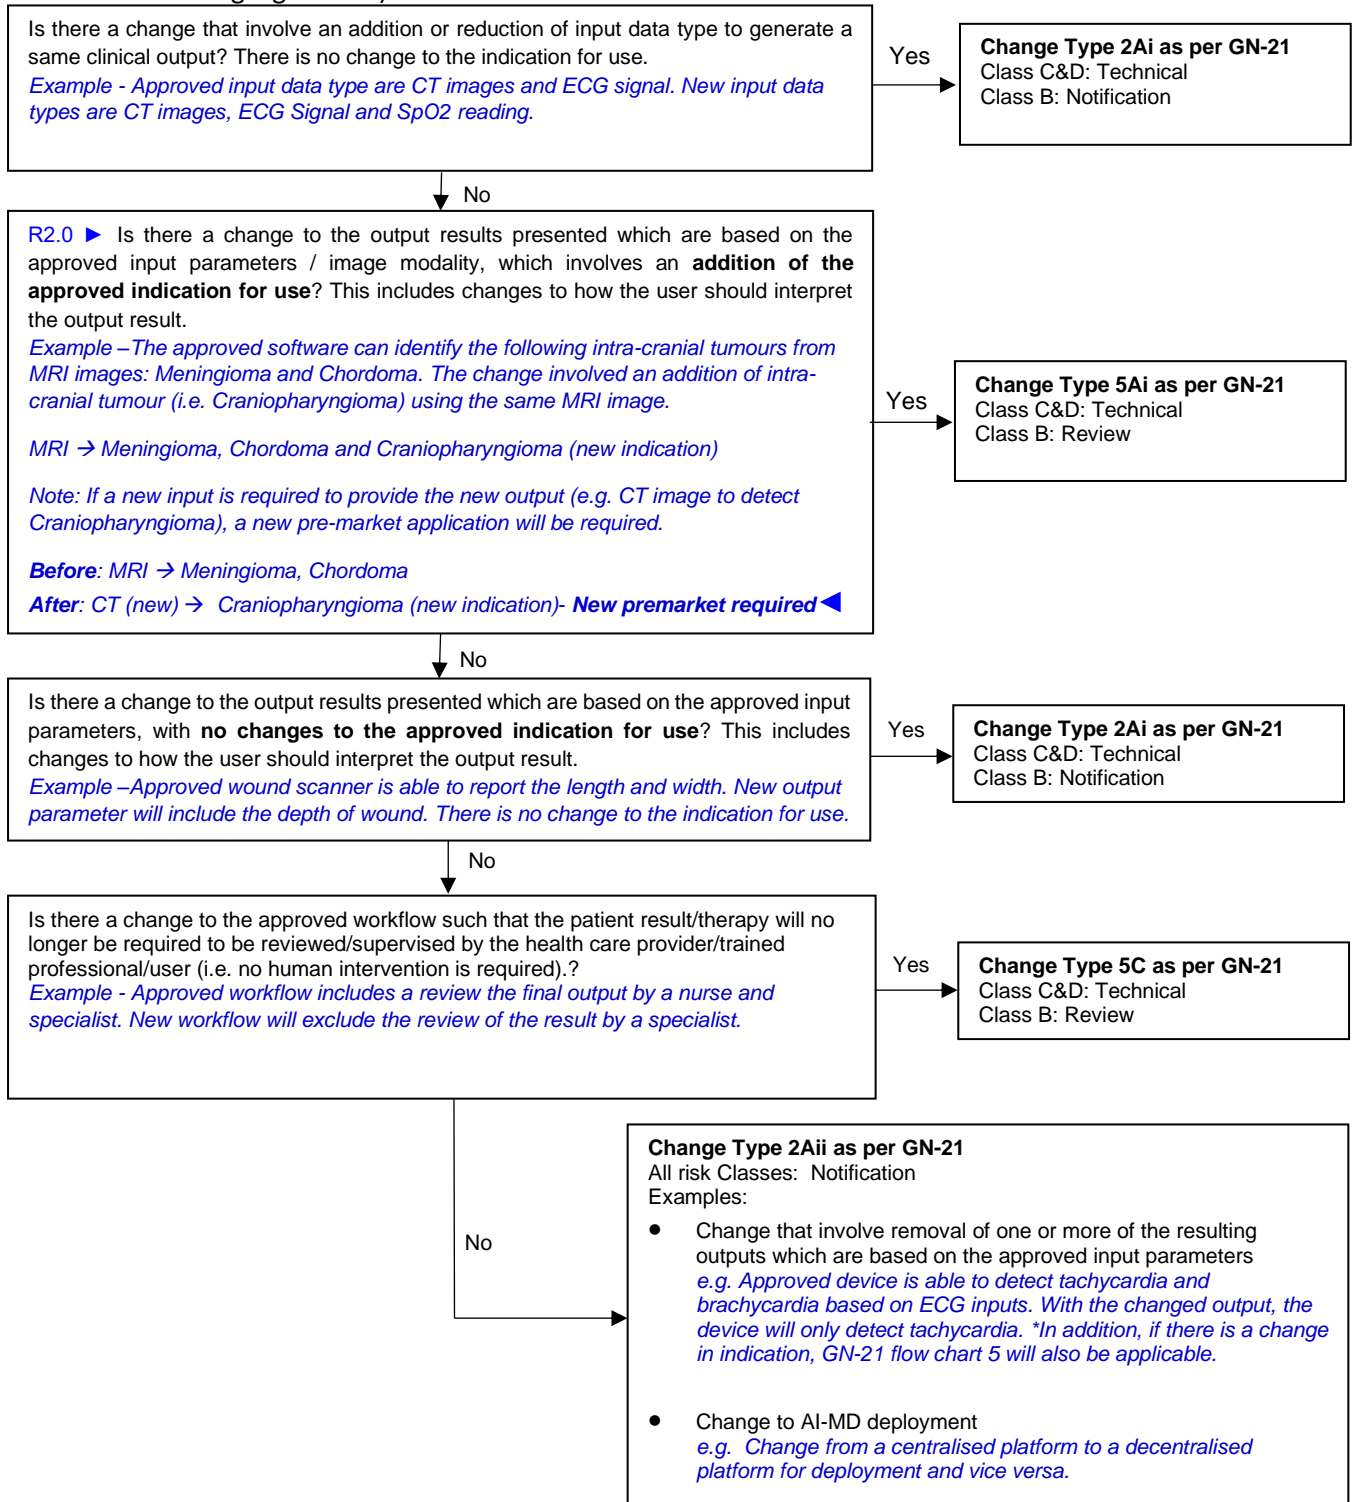 Is there a change that involve an addition or reduction of input data type to generate a
same clinical output? There is no change to the indication for use.
Example - Approved input data type are CT images and ECG signal. New input data
types are CT images, ECG Signal and SpO2 reading.
Yes
Change Type 2Ai as per GN-21
Class C&D: Technical
Class B: Notification
No
R2.0 ► Is there a change to the output results presented which are based on the
approved input parameters / image modality, which involves an addition of the
approved indication for use? This includes changes to how the user should interpret
the output result.
Example –The approved software can identify the following intra-cranial tumours from
MRI images: Meningioma and Chordoma. The change involved an addition of intra-
cranial tumour (i.e. Craniopharyngioma) using the same MRI image.
MRI → Meningioma, Chordoma and Craniopharyngioma (new indication)
Note: If a new input is required to provide the new output (e.g. CT image to detect
Craniopharyngioma), a new pre-market application will be required.
Before: MRI → Meningioma, Chordoma
After: CT (new) → Craniopharyngioma (new indication)- New premarket required◄
Yes
Change Type 5Ai as per GN-21
Class C&D: Technical
Class B: Review
No
Is there a change to the output results presented which are based on the approved input
parameters, with no changes to the approved indication for use? This includes
changes to how the user should interpret the output result.
Example –Approved wound scanner is able to report the length and width. New output
parameter will include the depth of wound. There is no change to the indication for use.
Yes
Change Type 2Ai as per GN-21
Class C&D: Technical
Class B: Notification
No
Is there a change to the approved workflow such that the patient result/therapy will no
longer be required to be reviewed/supervised by the health care provider/trained
professional/user (i.e. no human intervention is required).?
Example - Approved workflow includes a review the final output by a nurse and
specialist. New workflow will exclude the review of the result by a specialist.
Yes
Change Type 5C as per GN-21
Class C&D: Technical
Class B: Review
No
Change Type 2Aii as per GN-21
All risk Classes: Notification
Examples:
● Change that involve removal of one or more of the resulting
outputs which are based on the approved input parameters
e.g. Approved device is able to detect tachycardia and
brachycardia based on ECG inputs. With the changed output, the
device will only detect tachycardia. *In addition, if there is a change
in indication, GN-21 flow chart 5 will also be applicable.
● Change to AI-MD deployment
e.g. Change from a centralised platform to a decentralised
platform for deployment and vice versa.